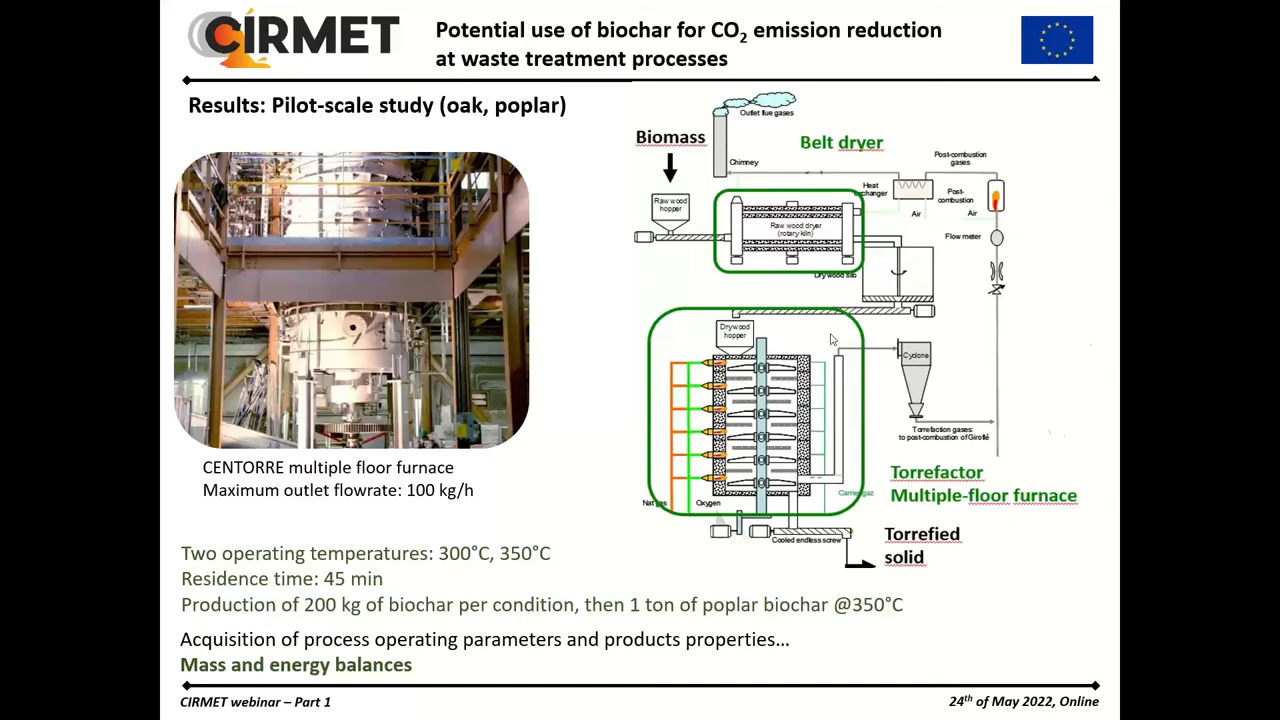 CIRMET
Potential use of biochar for CO₂ emission reduction
at waste treatment processes
Results: Pilot-scale study (oak, poplar)
Outlet flue gases
Biomass
Belt dryer
Chimney
Post-combustion
gases
Heat
exchanger
Post-
combustion
Air
Air
Raw wood
hopper
Raw wood dryer
(rotary kiln)
Flow meter
Dry wood silo
Dry wood
hopper
Cyclone
Torrefaction gases:
to post-combustion of Giroflé
Torrefactor
Multiple-floor furnace
Carrier gaz
Nat gas
Oxygen
Cooled endless screw
Torrefied
solid
CENTORRE multiple floor furnace
Maximum outlet flowrate: 100 kg/h
Two operating temperatures: 300°C, 350°C
Residence time: 45 min
Production of 200 kg of biochar per condition, then 1 ton of poplar biochar @350°C
Acquisition of process operating parameters and products properties...
Mass and energy balances
CIRMET webinar – Part 1
24th of May 2022, Online